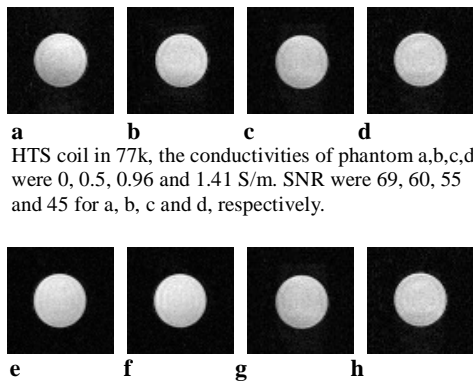 a b c d
HTS coil in 77k, the conductivities of phantom a,b,c,d
were 0, 0.5, 0.96 and 1.41 S/m. SNR were 69, 60, 55
and 45 for a, b, c and d, respectively.
e f g h